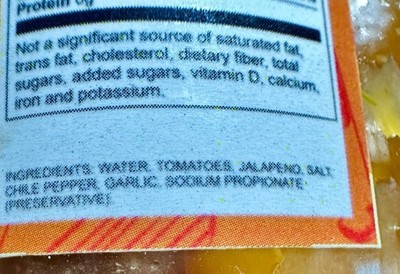 Protein 0g
Not a significant source of saturated fat,
trans fat, cholesterol, dietary fiber, total
sugars, added sugars, vitamin D, calcium,
iron and potassium.
INGREDIENTS: WATER, TOMATOES, JALAPENO, SALT,
CHILE PEPPER, GARLIC, SODIUM PROPIONATE
(PRESERVATIVE)